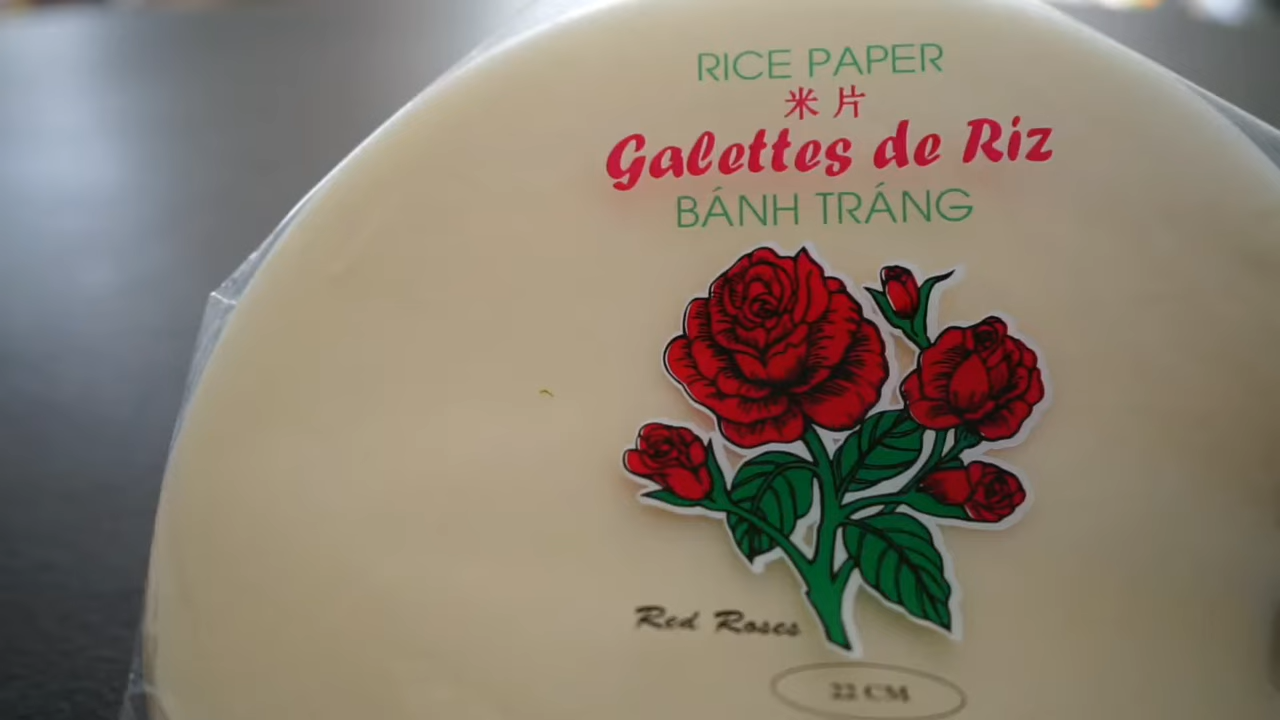 RICE PAPER
米片
Galettes de Riz
BÁNH TRÁNG
Red Roses
22 CM